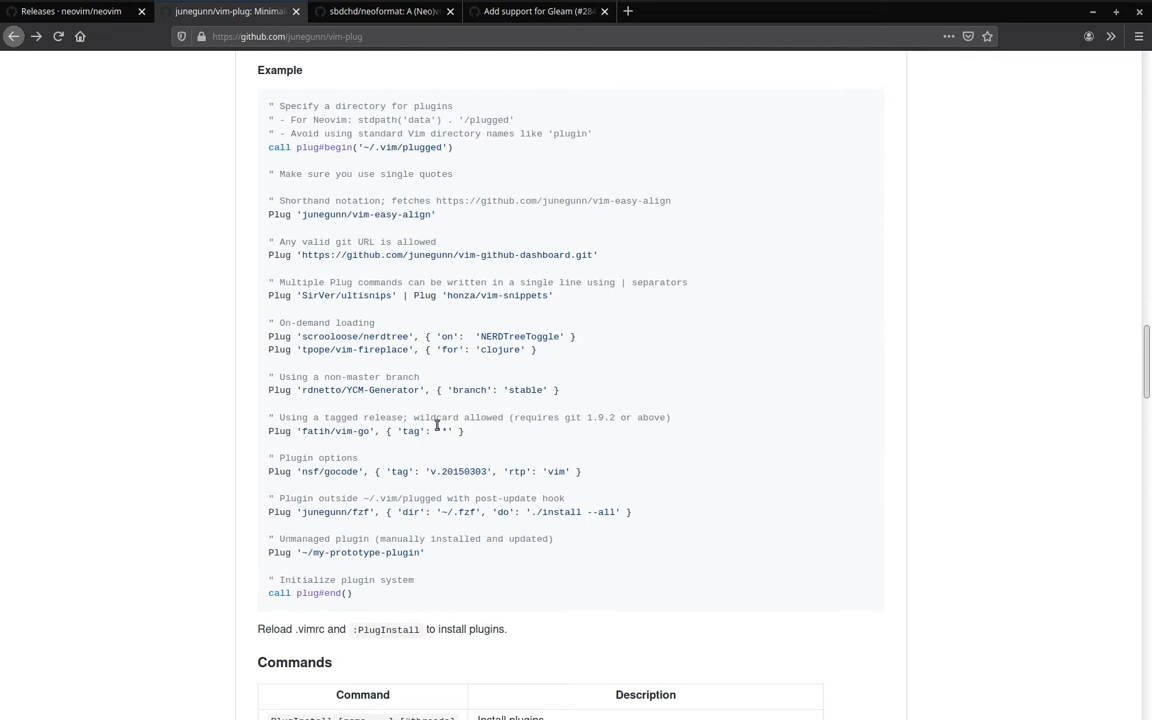 Releases · neovim/neovim
junegunn/vim-plug: Minimal
sbdchd/neoformat: A (Neo)v
Add support for Gleam (#284
https://github.com/junegunn/vim-plug
Example
" Specify a directory for plugins
" - For Neovim: stdpath('data') . '/plugged'
" - Avoid using standard Vim directory names like 'plugin'
call plug#begin('~/.vim/plugged')
" Make sure you use single quotes
" Shorthand notation; fetches https://github.com/junegunn/vim-easy-align
Plug 'junegunn/vim-easy-align'
" Any valid git URL is allowed
Plug 'https://github.com/junegunn/vim-github-dashboard.git'
" Multiple Plug commands can be written in a single line using | separators
Plug 'SirVer/ultisnips' | Plug 'honza/vim-snippets'
" On-demand loading
Plug 'scrooloose/nerdtree', { 'on':  'NERDTreeToggle' }
Plug 'tpope/vim-fireplace', { 'for': 'clojure' }
" Using a non-master branch
Plug 'rdnetto/YCM-Generator', { 'branch': 'stable' }
" Using a tagged release; wildcard allowed (requires git 1.9.2 or above)
Plug 'fatih/vim-go', { 'tag': '*' }
" Plugin options
Plug 'nsf/gocode', { 'tag': 'v.20150303', 'rtp': 'vim' }
" Plugin outside ~/.vim/plugged with post-update hook
Plug 'junegunn/fzf', { 'dir': '~/.fzf', 'do': './install --all' }
" Unmanaged plugin (manually installed and updated)
Plug '~/my-prototype-plugin'
" Initialize plugin system
call plug#end()
Reload .vimrc and :PlugInstall to install plugins.
Commands
Command Description
PlugInstall [name ...] [#threads] Install plugins